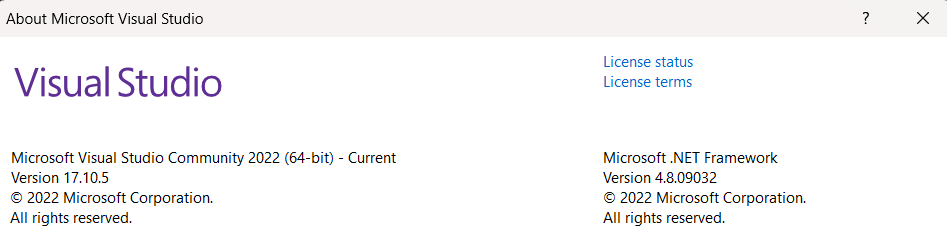 About Microsoft Visual Studio
?
Visual Studio
License status
License terms
Microsoft Visual Studio Community 2022 (64-bit) - Current
Version 17.10.5
© 2022 Microsoft Corporation.
All rights reserved.
Microsoft .NET Framework
Version 4.8.09032
© 2022 Microsoft Corporation.
All rights reserved.